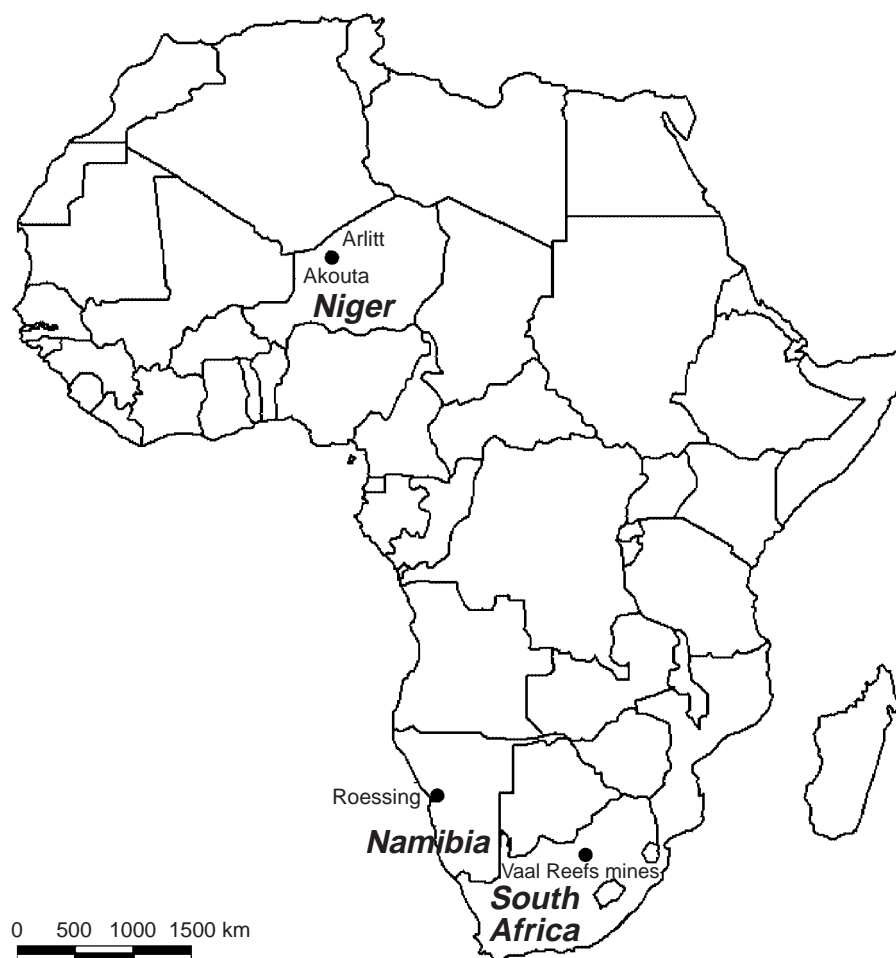 Arlitt
Akouta
Niger
Roessing
Namibia
Vaal Reefs mines
South
Africa
0 500 1000 1500 km